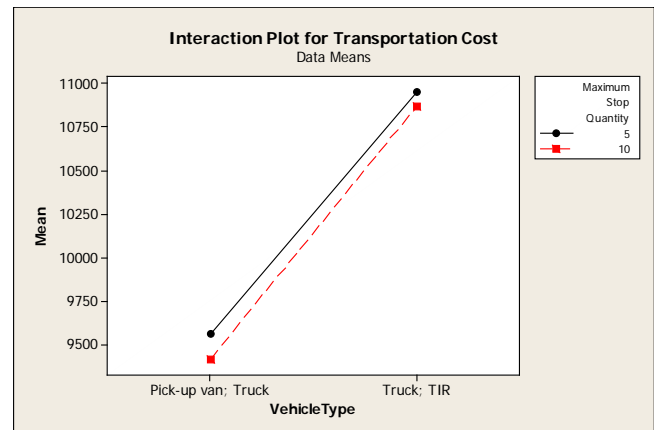 Interaction Plot for Transportation Cost
Data Means
11000
10750
10500
10250
10000
9750
9500
Mean
Pick-up van; Truck
Truck; TIR
VehicleType
Maximum
Stop
Quantity
5
10